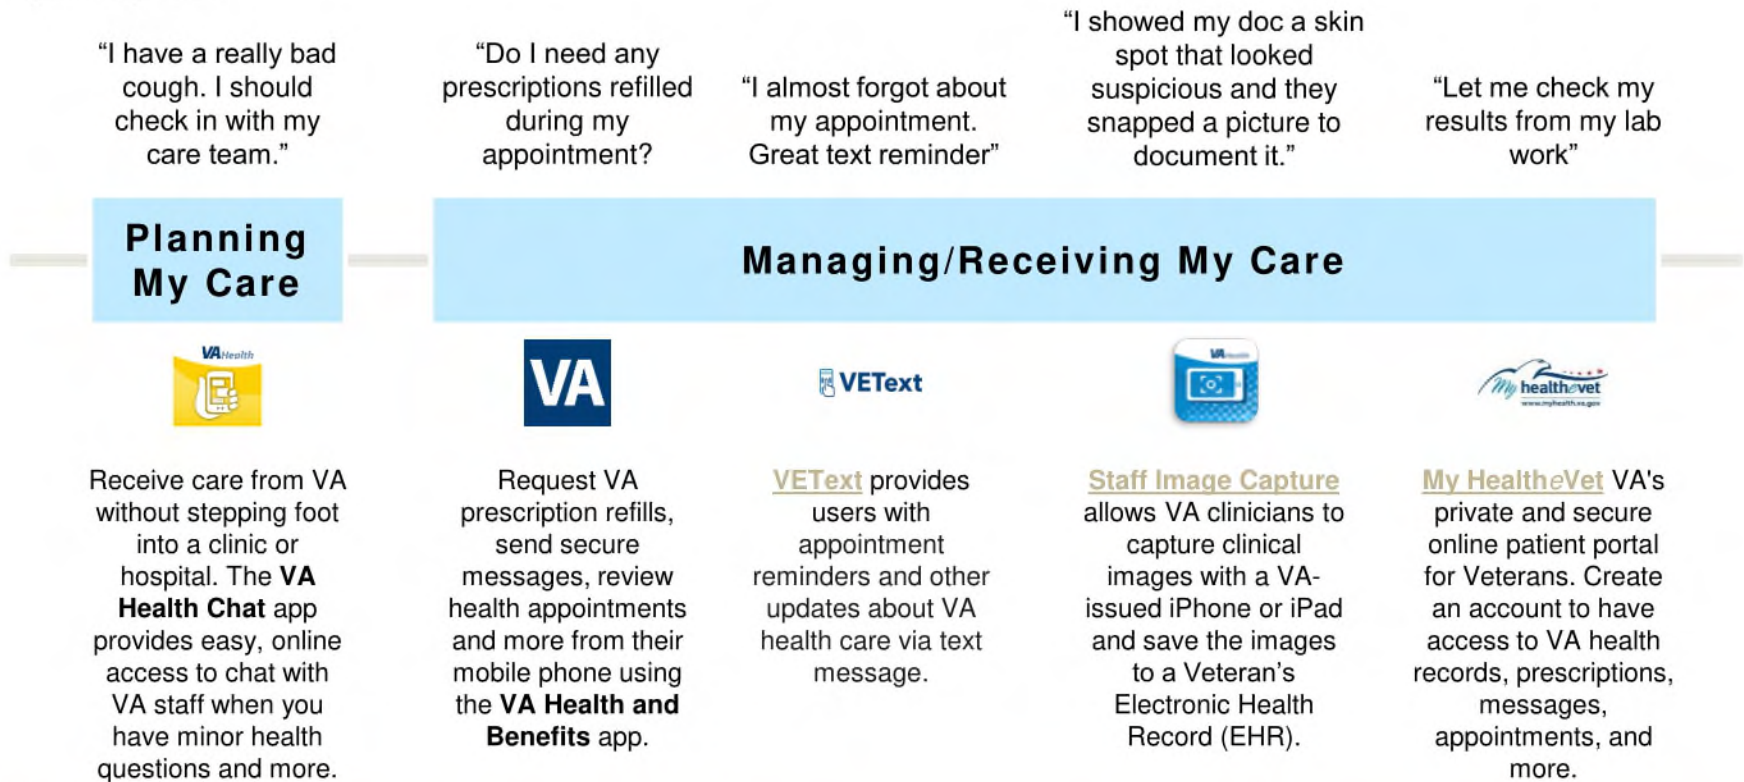 “I have a really bad
cough. I should
check in with my
care team.”
“Do I need any
prescriptions refilled
during my
appointment?
“I almost forgot about
my appointment.
Great text reminder”
“I showed my doc a skin
spot that looked
suspicious and they
snapped a picture to
document it.”
“Let me check my
results from my lab
work”
Planning
My Care
Managing/Receiving My Care
VA Health
VA
VEText
VA Health
My healthevet
www.myhealth.va.gov
Receive care from VA
without stepping foot
into a clinic or
hospital. The VA
Health Chat app
provides easy, online
access to chat with
VA staff when you
have minor health
questions and more.
Request VA
prescription refills,
send secure
messages, review
health appointments
and more from their
mobile phone using
the VA Health and
Benefits app.
VEText provides
users with
appointment
reminders and other
updates about VA
health care via text
message.
Staff Image Capture
allows VA clinicians to
capture clinical
images with a VA-
issued iPhone or iPad
and save the images
to a Veteran’s
Electronic Health
Record (EHR).
My HealtheVet VA's
private and secure
online patient portal
for Veterans. Create
an account to have
access to VA health
records, prescriptions,
messages,
appointments, and
more.